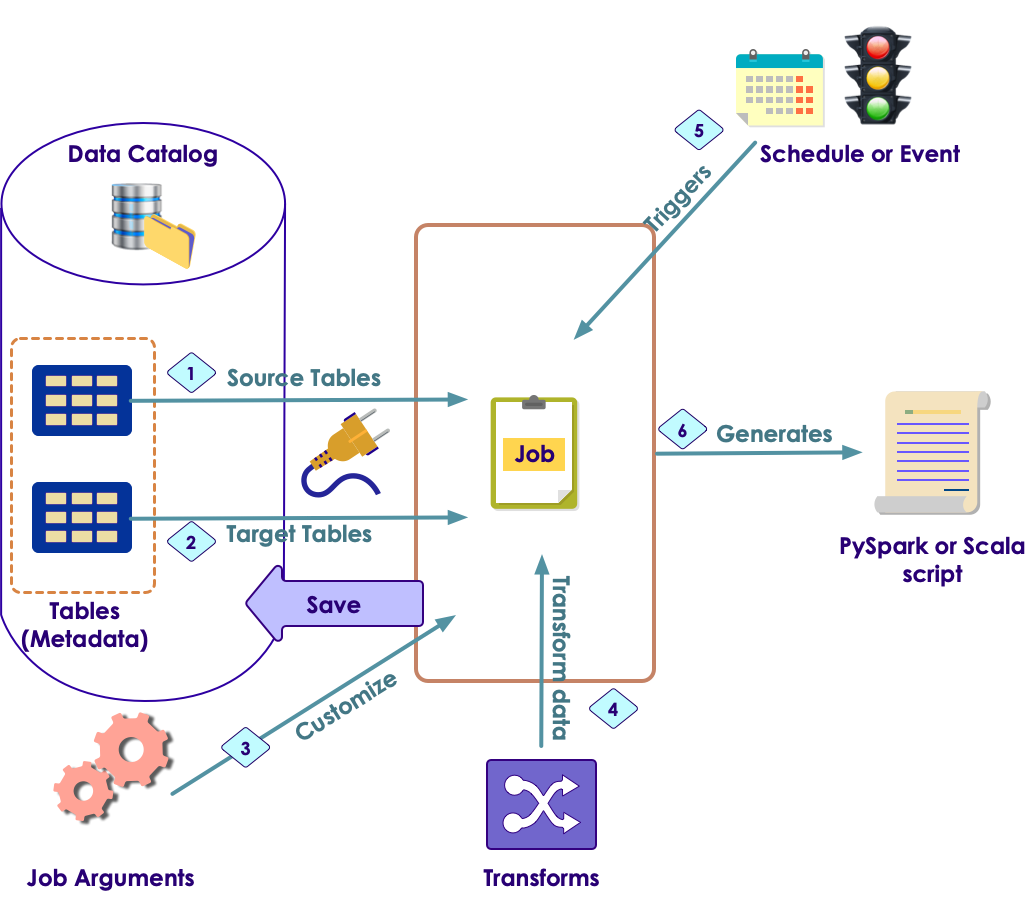 5
Data Catalog
Schedule or Event
Triggers
1
Source Tables
6
Generates
Job
2
Target Tables
PySpark or Scala
script
Tables
(Metadata)
Save
Transform data
Customize
4
3
Job Arguments
Transforms